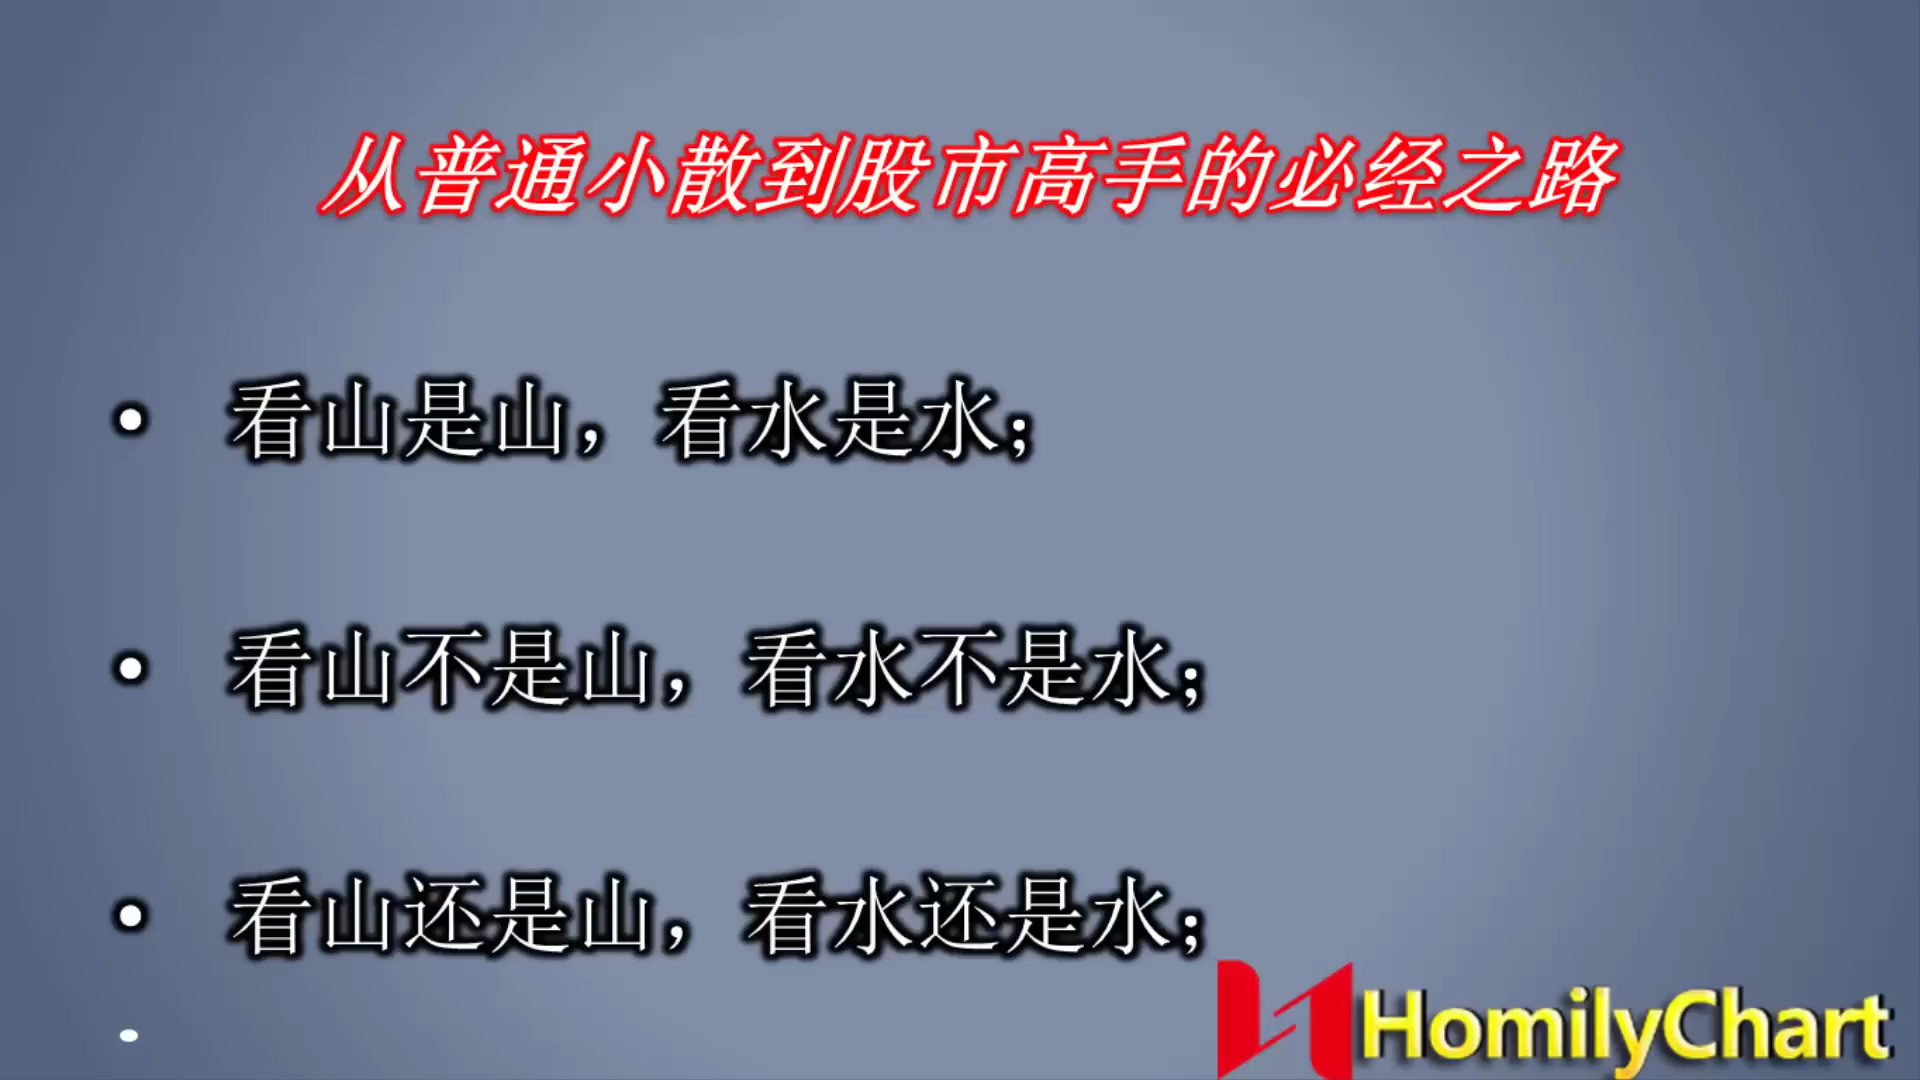 从普通小散到股市高手的必经之路
• 看山是山，看水是水；
• 看山不是山，看水不是水；
• 看山还是山，看水还是水；
•
HomilyChart